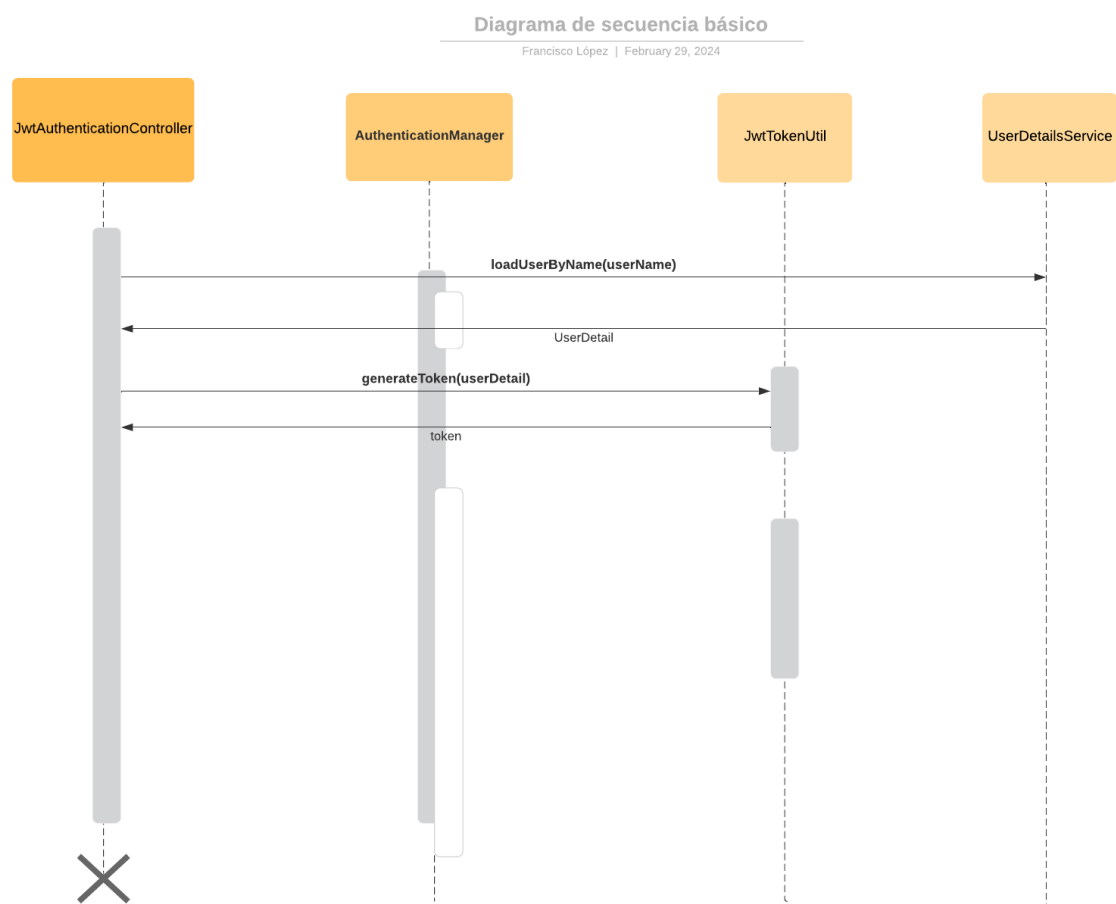 Diagrama de secuencia básico
Francisco López | February 29, 2024
JwtAuthenticationController
AuthenticationManager
JwtTokenUtil
UserDetailsService
loadUserByName(userName)
UserDetail
generateToken(userDetail)
token